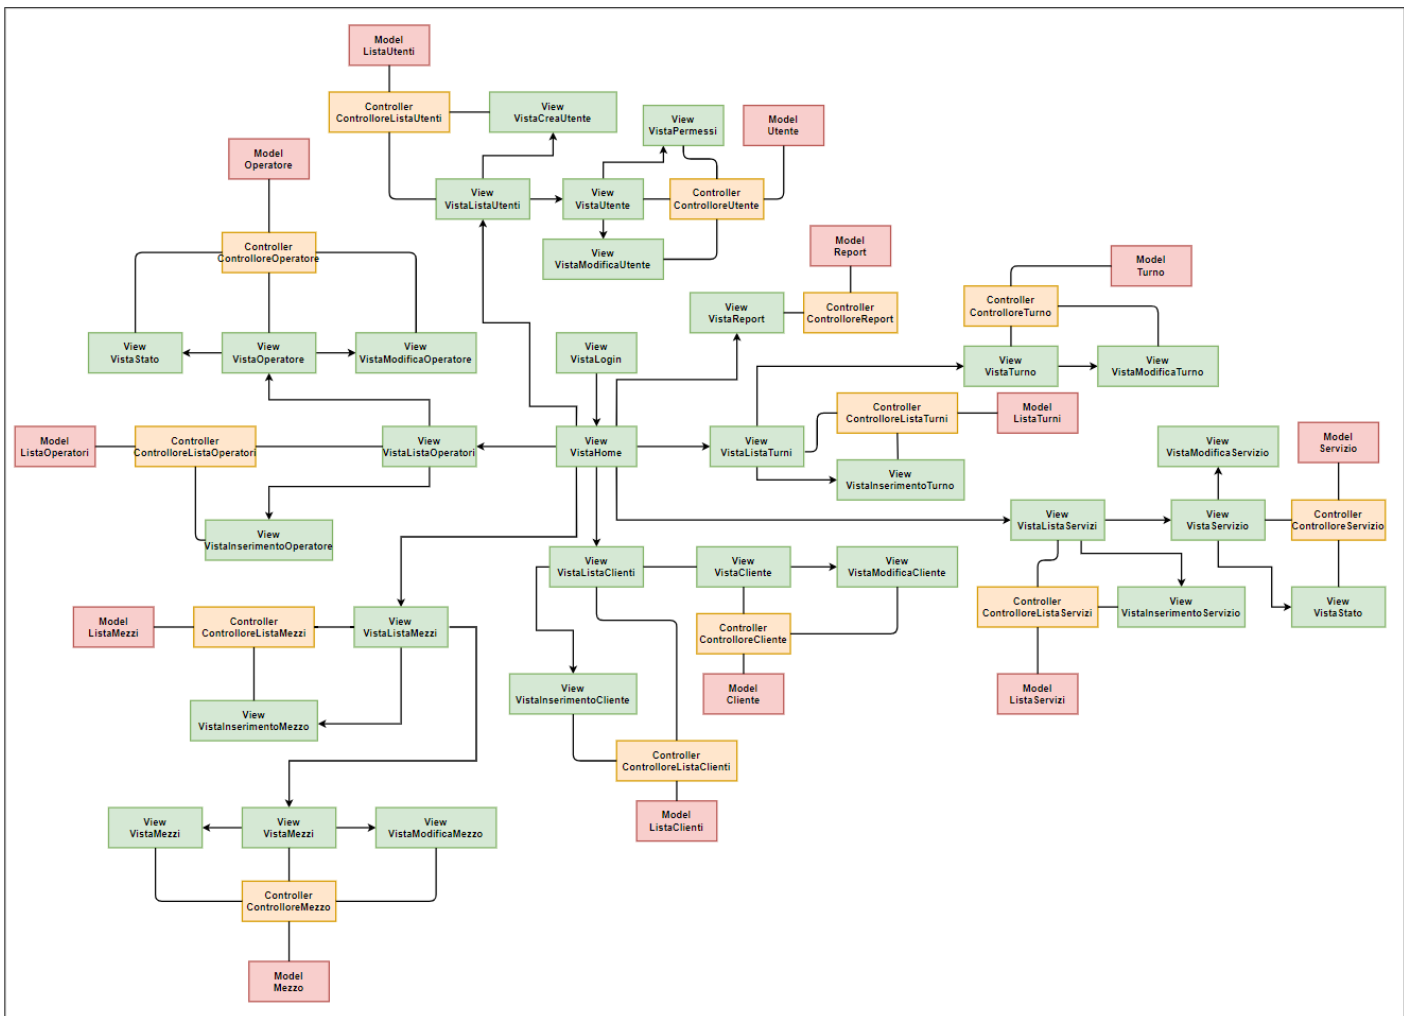 Model
ListaUtenti
Controller
ControlloreListaUtenti
View
VistaCreaUtente
View
VistaPermessi
Model
Utente
Model
Operatore
View
VistaListaUtenti
View
VistaUtente
Controller
ControlloreUtente
Controller
ControlloreOperatore
View
VistaModificaUtente
Model
Report
Model
Turno
View
VistaReport
Controller
ControlloreReport
Controller
ControlloreTurno
View
VistaStato
View
VistaOperatore
View
VistaModificaOperatore
View
VistaLogin
View
VistaTurno
View
VistaModificaTurno
Controller
ControlloreListaTurni
Model
ListaTurni
Model
ListaOperatori
Controller
ControlloreListaOperatori
View
VistaListaOperatori
View
VistaHome
View
VistaListaTurni
View
VistaModificaServizio
Model
Servizio
View
VistaInserimentoTurno
View
VistaInserimentoOperatore
View
VistaListaServizi
View
VistaServizio
Controller
ControlloreServizio
View
VistaListaClienti
View
VistaCliente
View
VistaModificaCliente
Controller
ControlloreListaServizi
View
VistaInserimentoServizio
View
VistaStato
Model
ListaMezzi
Controller
ControlloreListaMezzi
View
VistaListaMezzi
Controller
ControlloreCliente
View
VistaInserimentoCliente
Model
Cliente
Model
ListaServizi
View
VistaInserimentoMezzo
Controller
ControlloreListaClienti
View
VistaMezzi
View
VistaMezzi
View
VistaModificaMezzo
Model
ListaClienti
Controller
ControlloreMezzo
Model
Mezzo